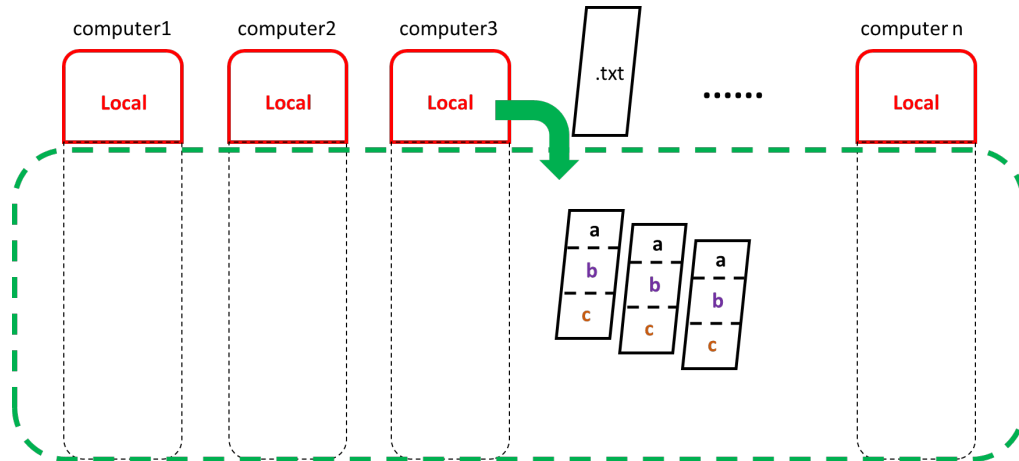 computer1
computer2
computer3
computer n
.txt
Local
Local
Local
......
Local
a
b
c
a
b
c
a
b
c